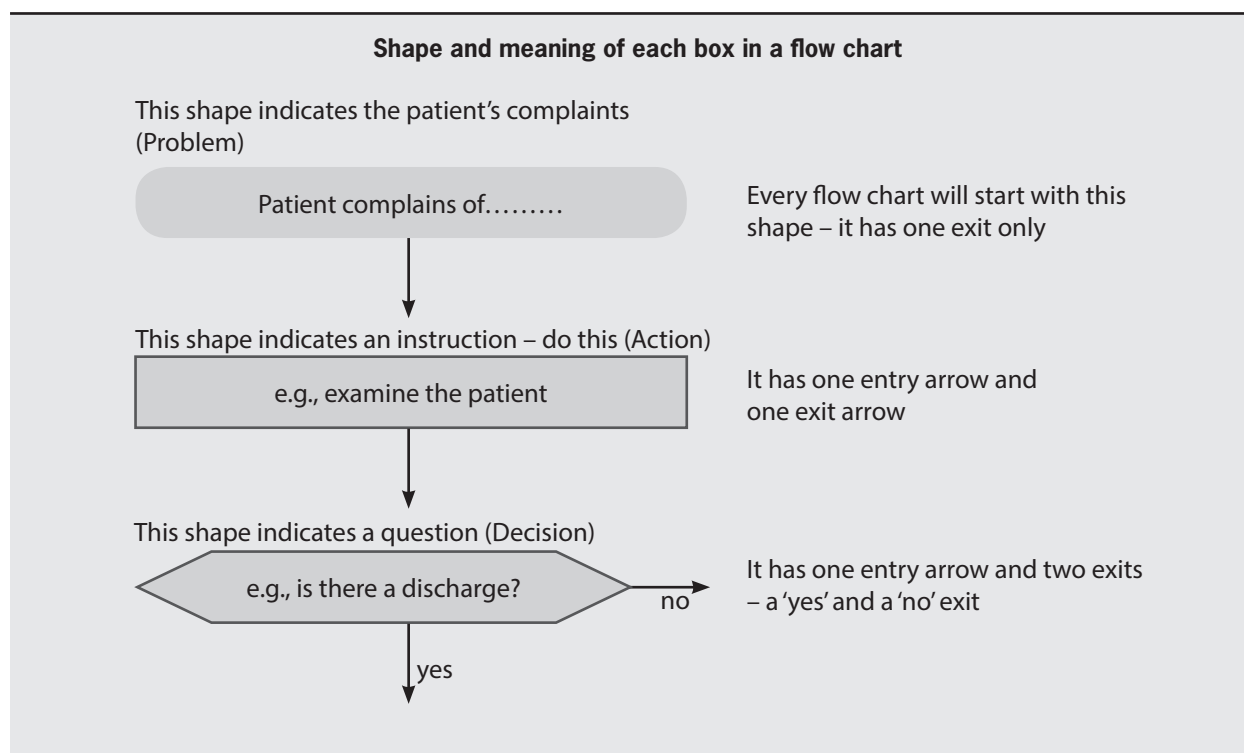 Shape and meaning of each box in a flow chart
This shape indicates the patient’s complaints
(Problem)
Patient complains of.........
Every flow chart will start with this
shape – it has one exit only
This shape indicates an instruction – do this (Action)
e.g., examine the patient
It has one entry arrow and
one exit arrow
This shape indicates a question (Decision)
e.g., is there a discharge?
no
It has one entry arrow and two exits
– a ‘yes’ and a ‘no’ exit
yes